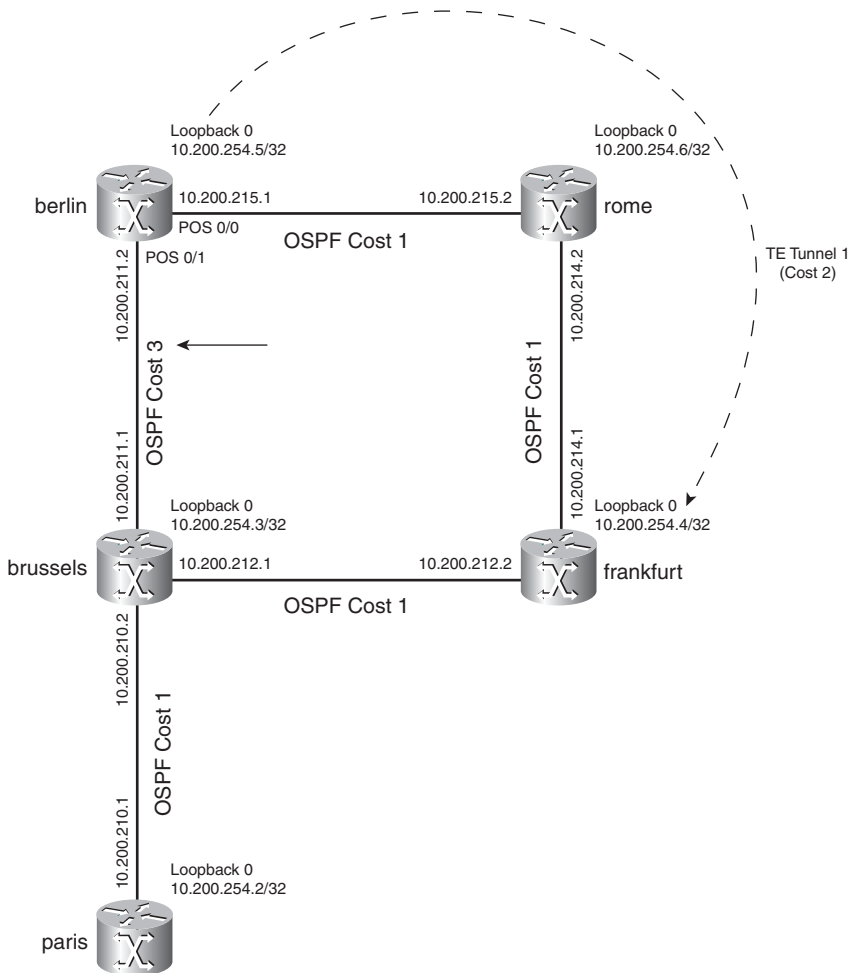 Loopback 0
10.200.254.5/32
Loopback 0
10.200.254.6/32
berlin
10.200.215.1
10.200.215.2
rome
POS 0/0
OSPF Cost 1
POS 0/1
10.200.211.2
10.200.214.2
TE Tunnel 1
(Cost 2)
OSPF Cost 3
OSPF Cost 1
10.200.211.1
10.200.214.1
Loopback 0
10.200.254.3/32
Loopback 0
10.200.254.4/32
brussels
10.200.212.1
10.200.212.2
frankfurt
OSPF Cost 1
10.200.210.2
OSPF Cost 1
10.200.210.1
Loopback 0
10.200.254.2/32
paris